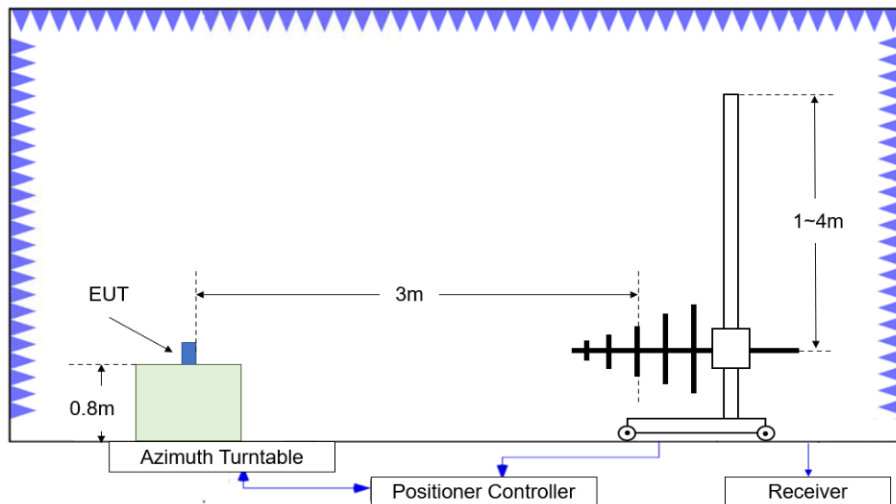 EUT
3m
1~4m
0.8m
Azimuth Turntable
Positioner Controller
Receiver